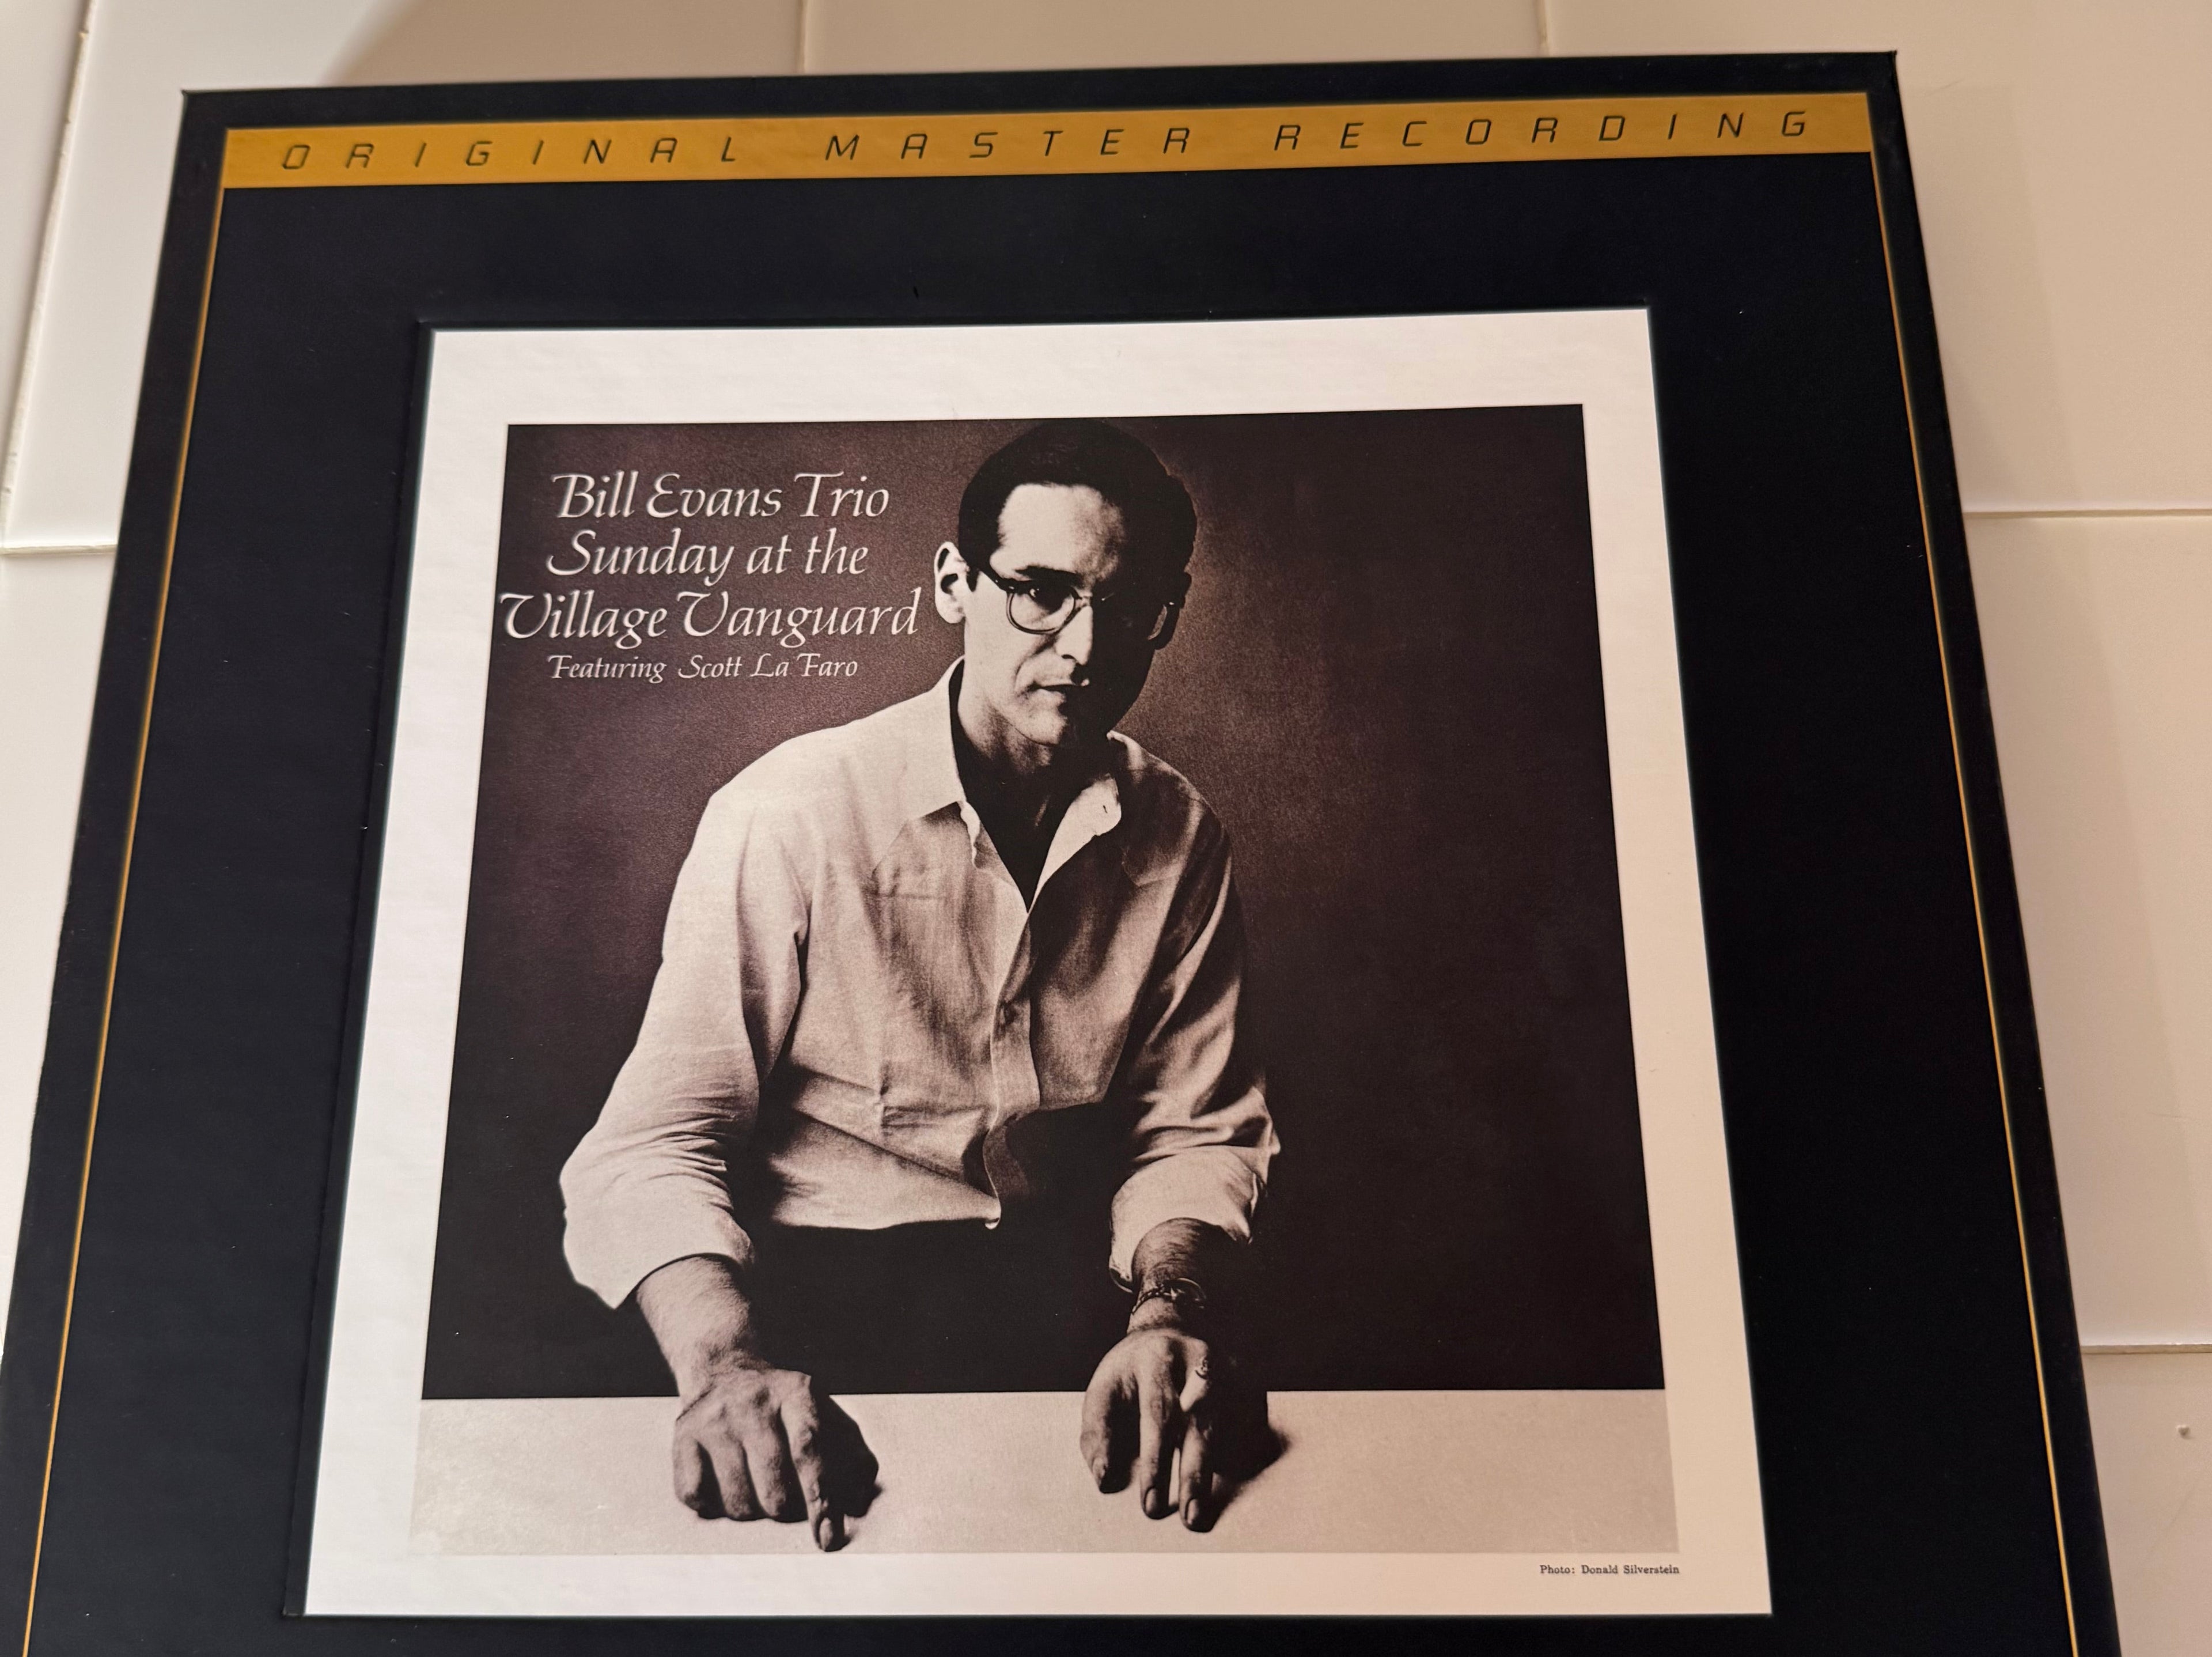 ORIGINAL MASTER RECORDING
Bill Evans Trio
Sunday at the
Village Vanguard
Featuring Scott La Faro
Photo: Donald Silverstein